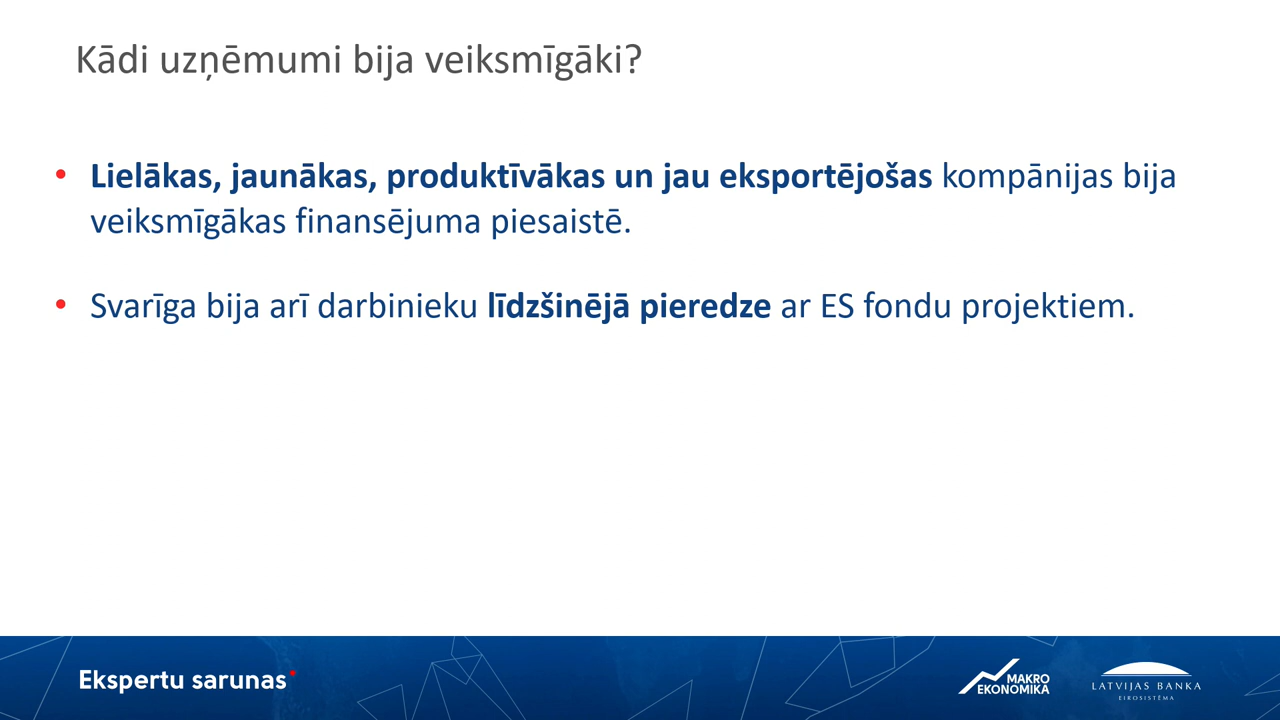 Kādi uzņēmumi bija veiksmīgāki?
• Lielākas, jaunākas, produktīvākas un jau eksportējošas kompānijas bija
veiksmīgākas finansējuma piesaistē.
• Svarīga bija arī darbinieku līdzšinējā pieredze ar ES fondu projektiem.
Ekspertu sarunas
MAKRO
EKONOMIKA
LATVIJAS BANKA
EIROSISTĒMA